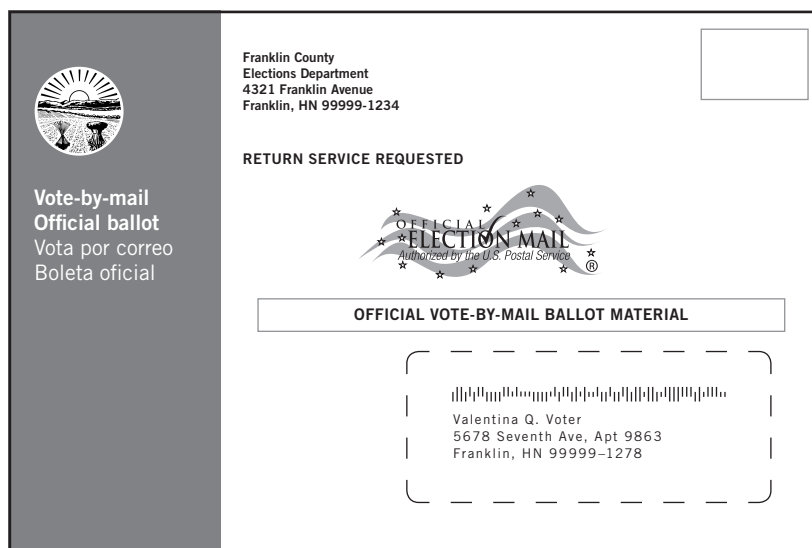 Franklin County
Elections Department
4321 Franklin Avenue
Franklin, HN 99999-1234
RETURN SERVICE REQUESTED
Vote-by-mail
Official ballot
Vota por correo
Boleta oficial
OFFICIAL
ELECTION MAIL
Authorized by the U.S. Postal Service
®
OFFICIAL VOTE-BY-MAIL BALLOT MATERIAL
Valentina Q. Voter
5678 Seventh Ave, Apt 9863
Franklin, HN 99999–1278